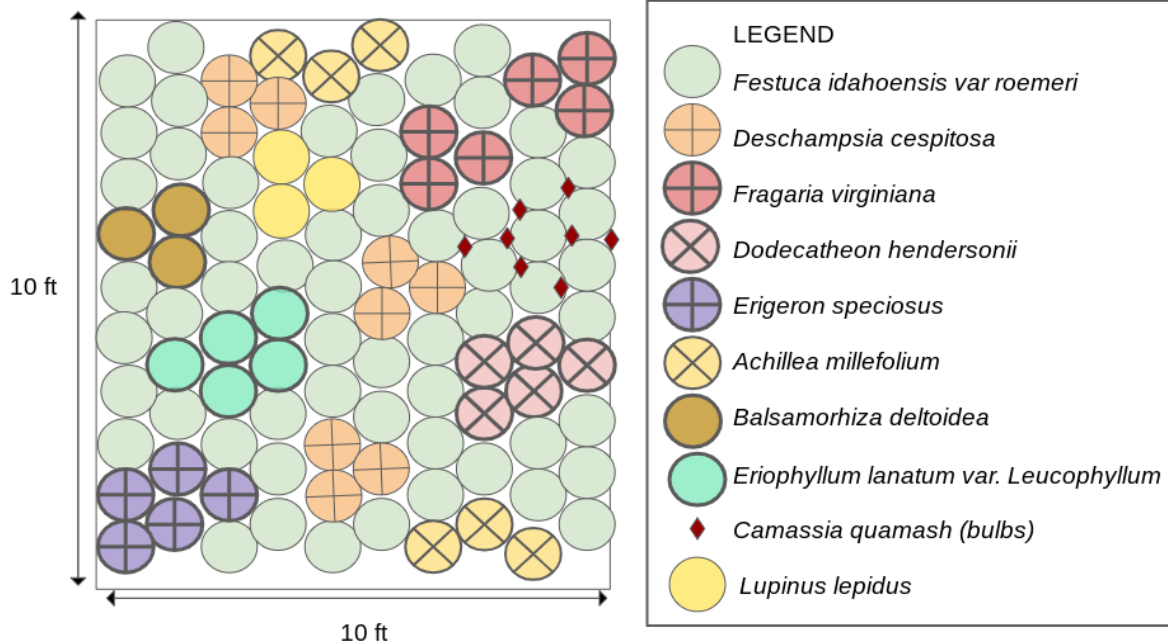 10 ft
10 ft
LEGEND
Festuca idahoensis var roemeri
Deschampsia cespitosa
Fragaria virginiana
Dodecatheon hendersonii
Erigeron speciosus
Achillea millefolium
Balsamorhiza deltoidea
Eriophyllum lanatum var. Leucophyllum
Camassia quamash (bulbs)
Lupinus lepidus